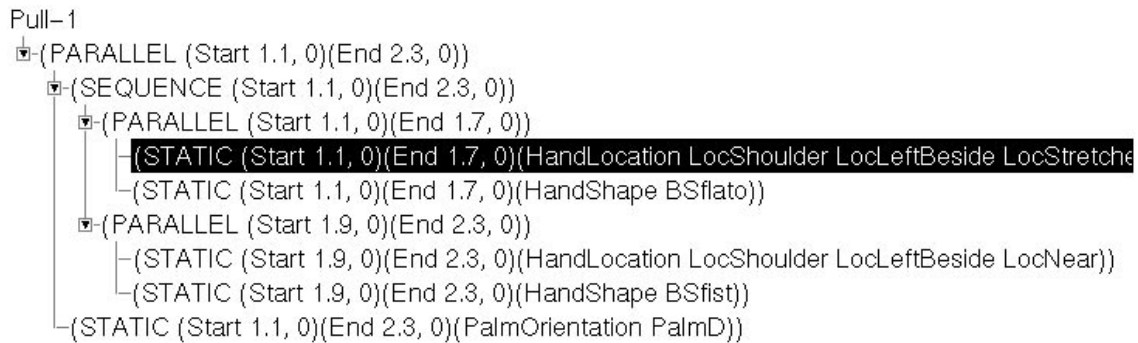 Pull-1
(PARALLEL (Start 1.1, 0)(End 2.3, 0))
(SEQUENCE (Start 1.1, 0)(End 2.3, 0))
(PARALLEL (Start 1.1, 0)(End 1.7, 0))
(STATIC (Start 1.1, 0)(End 1.7, 0)(HandLocation LocShoulder LocLeftBeside LocStretche
(STATIC (Start 1.1, 0)(End 1.7, 0)(HandShape BSflato))
(PARALLEL (Start 1.9, 0)(End 2.3, 0))
(STATIC (Start 1.9, 0)(End 2.3, 0)(HandLocation LocShoulder LocLeftBeside LocNear))
(STATIC (Start 1.9, 0)(End 2.3, 0)(HandShape BSfist))
(STATIC (Start 1.1, 0)(End 2.3, 0)(PalmOrientation PalmD))